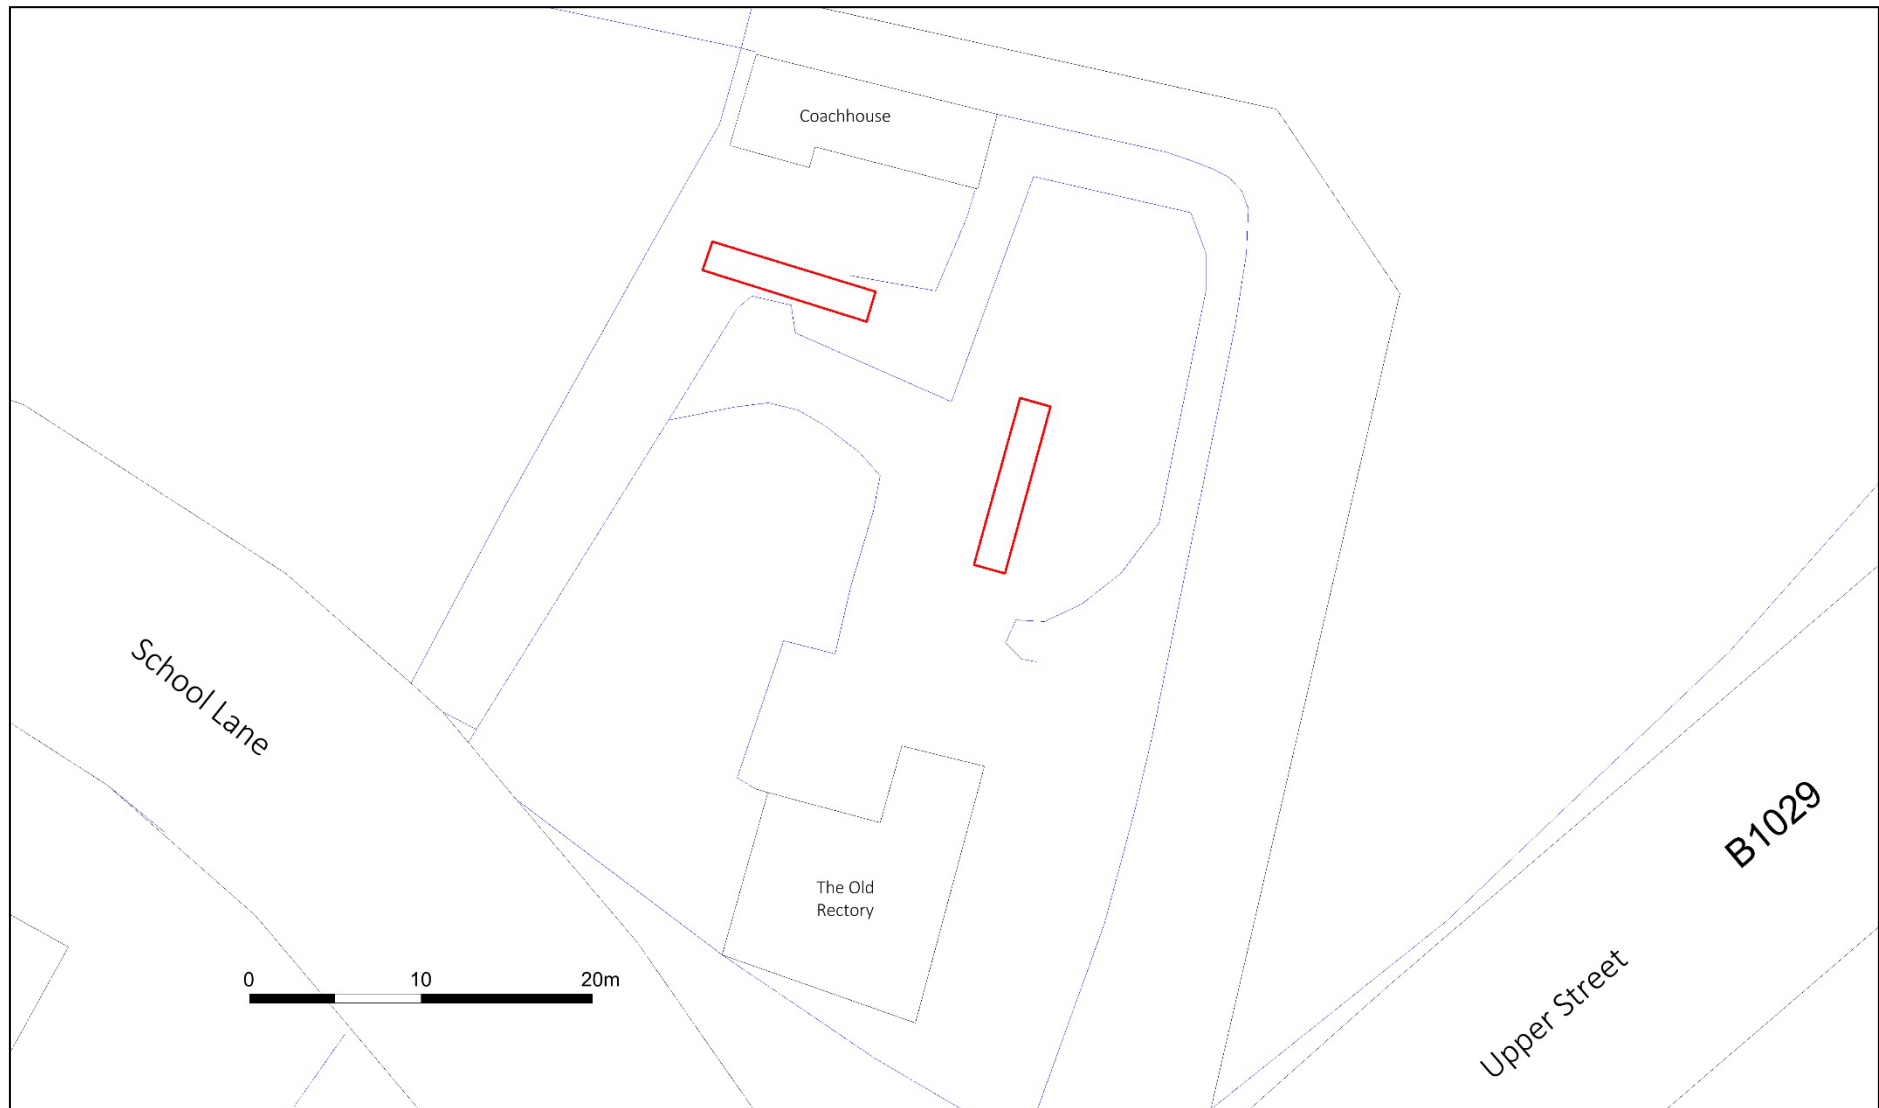 Coachhouse
School Lane
The Old
Rectory
0 10 20m
B1029
Upper Street